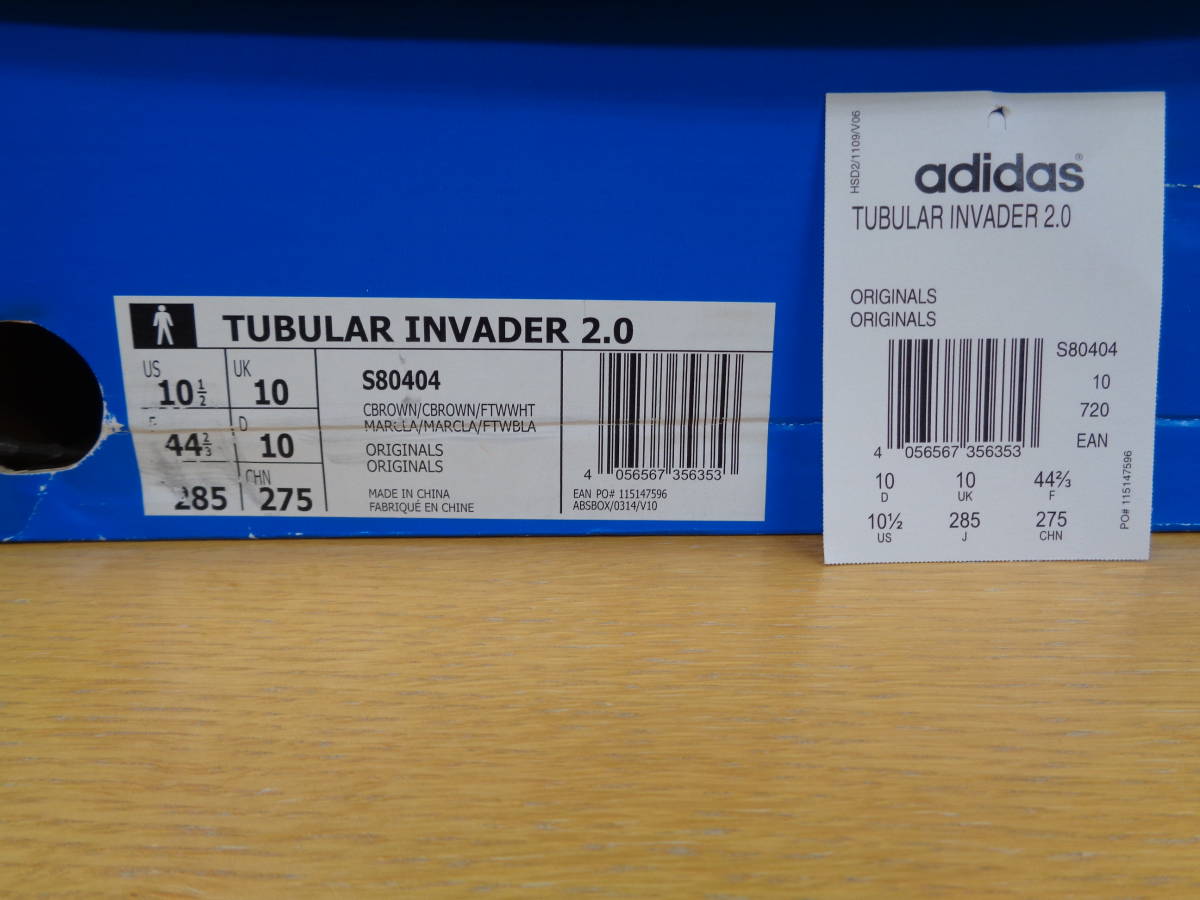 TUBULAR INVADER 2.0
US 10½ UK 10
F 44⅔ D 10
285 CHN 275
S80404
CBROWN/CBROWN/FTWWHT
MARCLA/MARCLA/FTWBLA
ORIGINALS
ORIGINALS
MADE IN CHINA
FABRIQUÉ EN CHINE
4 056567 356353
EAN PO# 115147596
ABSBOX/0314/V10
HSD2/1109/V06
adidas®
TUBULAR INVADER 2.0
ORIGINALS
ORIGINALS
S80404
10
720
EAN
4 056567 356353
PO# 115147596
10 10 44⅔
D UK F
10½ 285 275
US J CHN